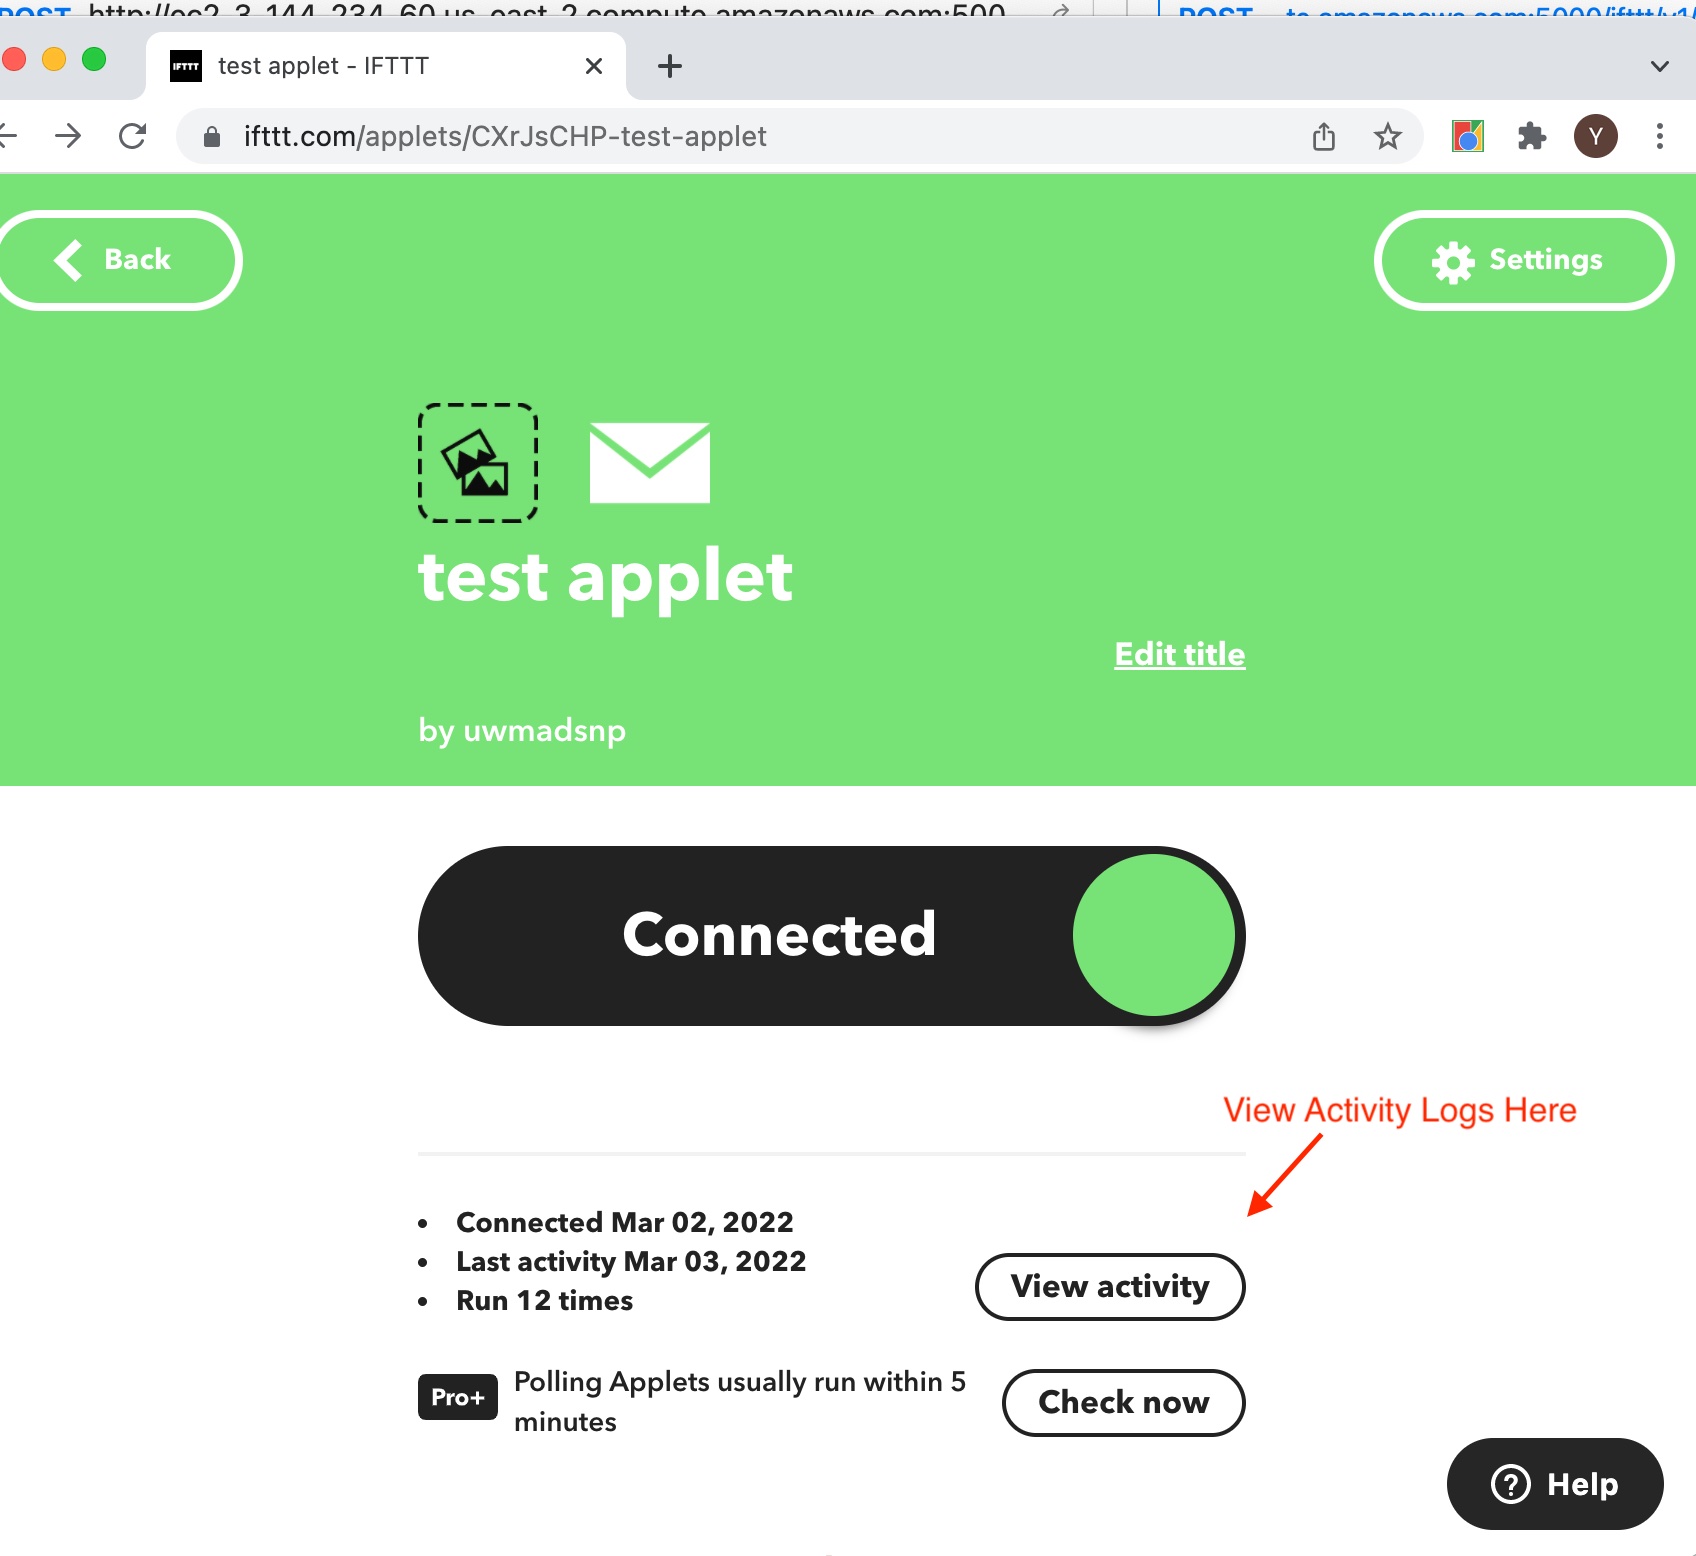 POST http://ec2-3-144-234-60.us-east-2.compute.amazonaws.com:500
POST
IFTTT test applet - IFTTT
ifttt.com/applets/CXrJsCHP-test-applet
Y
Back
Settings
test applet
Edit title
by uwmadsnp
Connected
View Activity Logs Here
Connected Mar 02, 2022
Last activity Mar 03, 2022
Run 12 times
View activity
Pro+
Polling Applets usually run within 5
minutes
Check now
Help